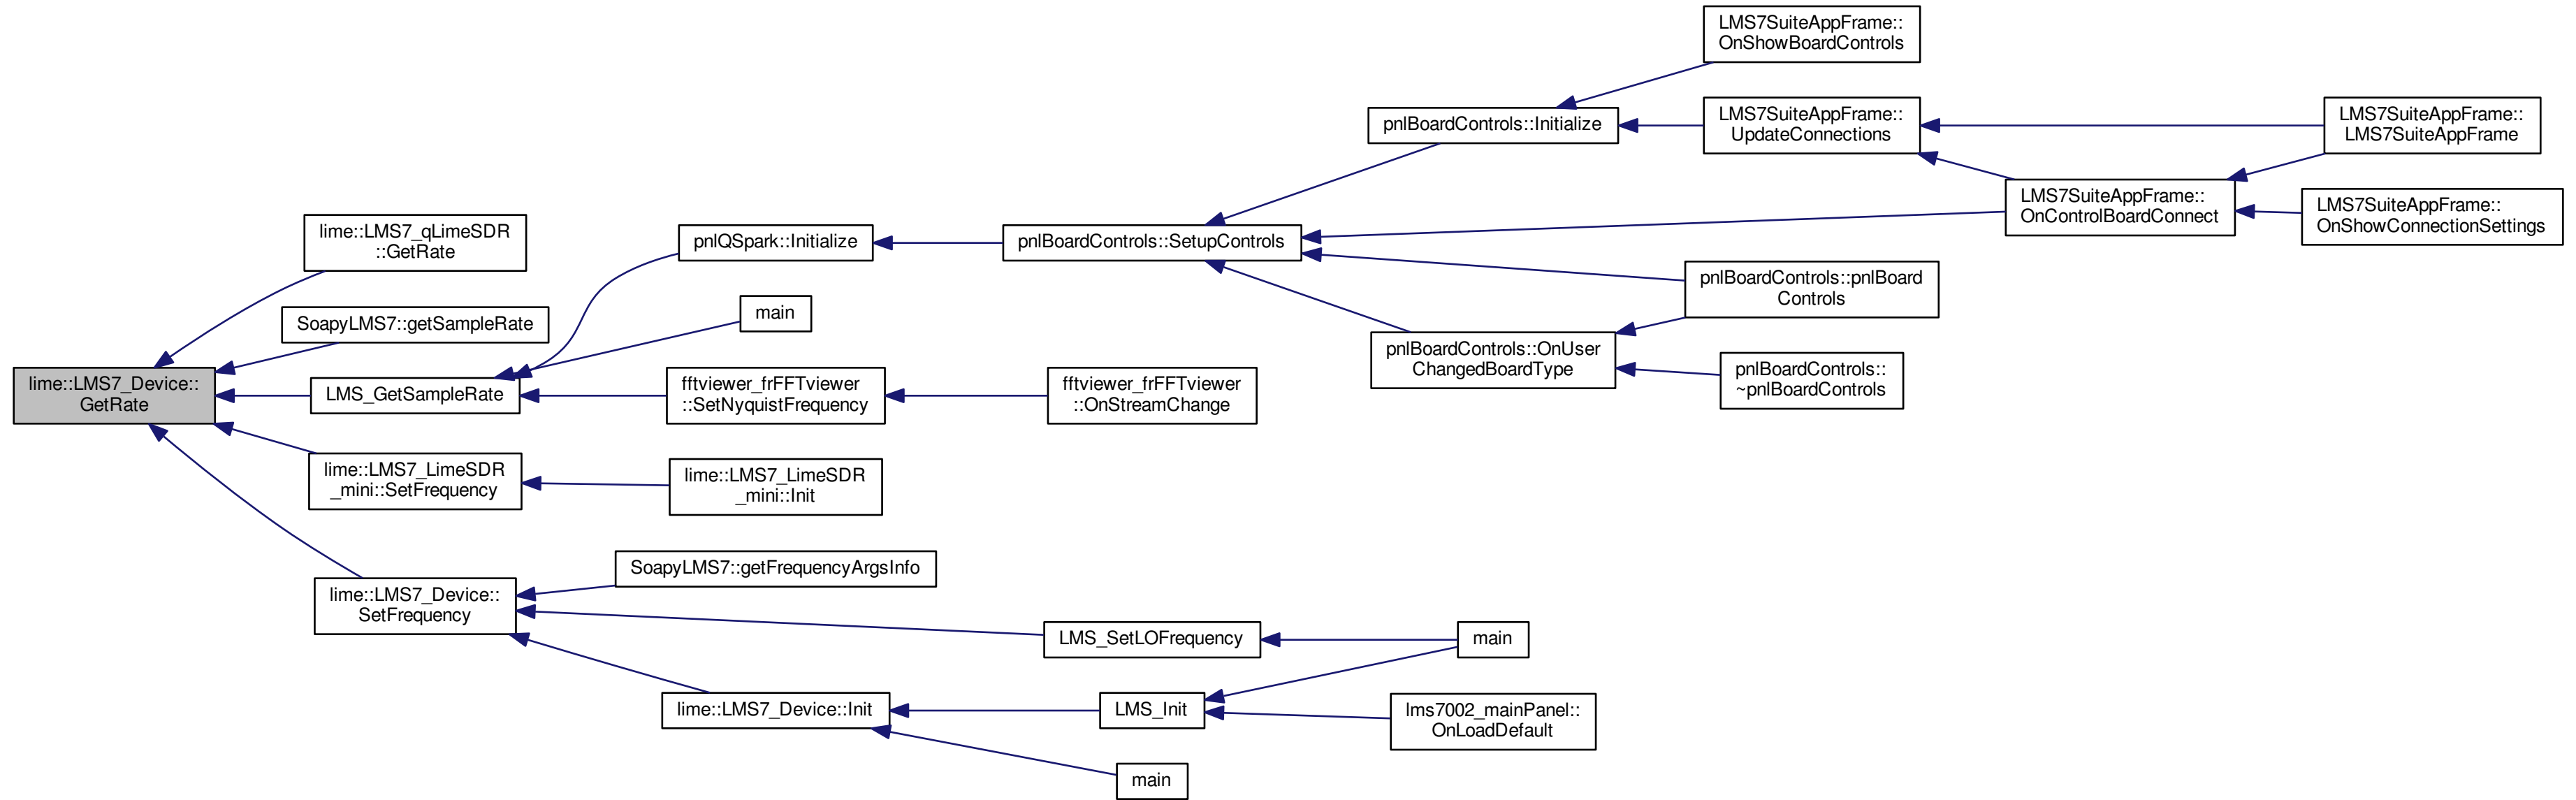 LMS7SuiteAppFrame::
OnShowBoardControls
pnlBoardControls::Initialize
LMS7SuiteAppFrame::
UpdateConnections
LMS7SuiteAppFrame::
LMS7SuiteAppFrame
LMS7SuiteAppFrame::
OnControlBoardConnect
LMS7SuiteAppFrame::
OnShowConnectionSettings
lime::LMS7_qLimeSDR
::GetRate
pnlQSpark::Initialize
pnlBoardControls::SetupControls
pnlBoardControls::pnlBoard
Controls
SoapyLMS7::getSampleRate
main
pnlBoardControls::OnUser
ChangedBoardType
pnlBoardControls::
~pnlBoardControls
lime::LMS7_Device::
GetRate
LMS_GetSampleRate
fftviewer_frFFTviewer
::SetNyquistFrequency
fftviewer_frFFTviewer
::OnStreamChange
lime::LMS7_LimeSDR
_mini::SetFrequency
lime::LMS7_LimeSDR
_mini::Init
SoapyLMS7::getFrequencyArgsInfo
lime::LMS7_Device::
SetFrequency
LMS_SetLOFrequency
main
lime::LMS7_Device::Init
LMS_Init
lms7002_mainPanel::
OnLoadDefault
main